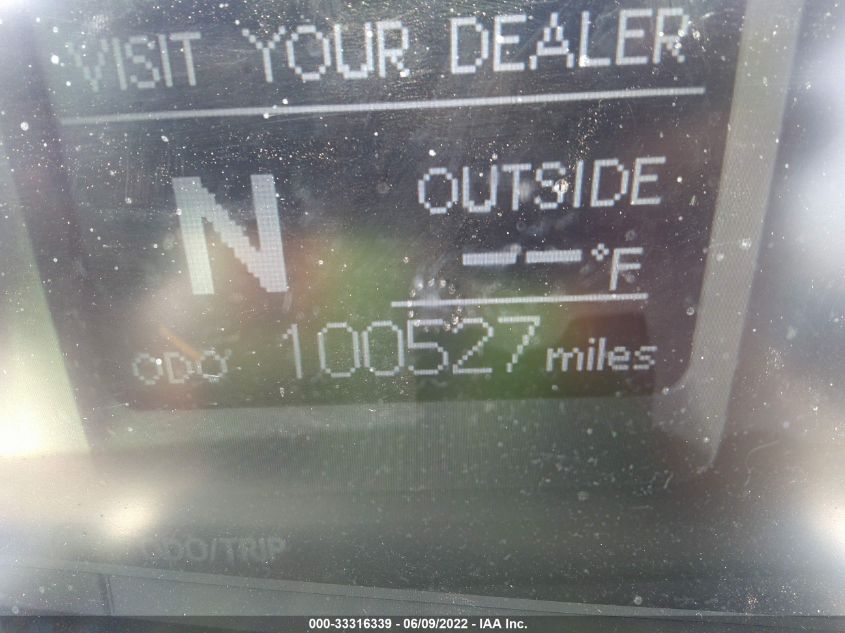 VISIT YOUR DEALER
N
OUTSIDE
--°F
ODO 100527 miles
ODO/TRIP
000-33316339 - 06/09/2022 - IAA Inc.